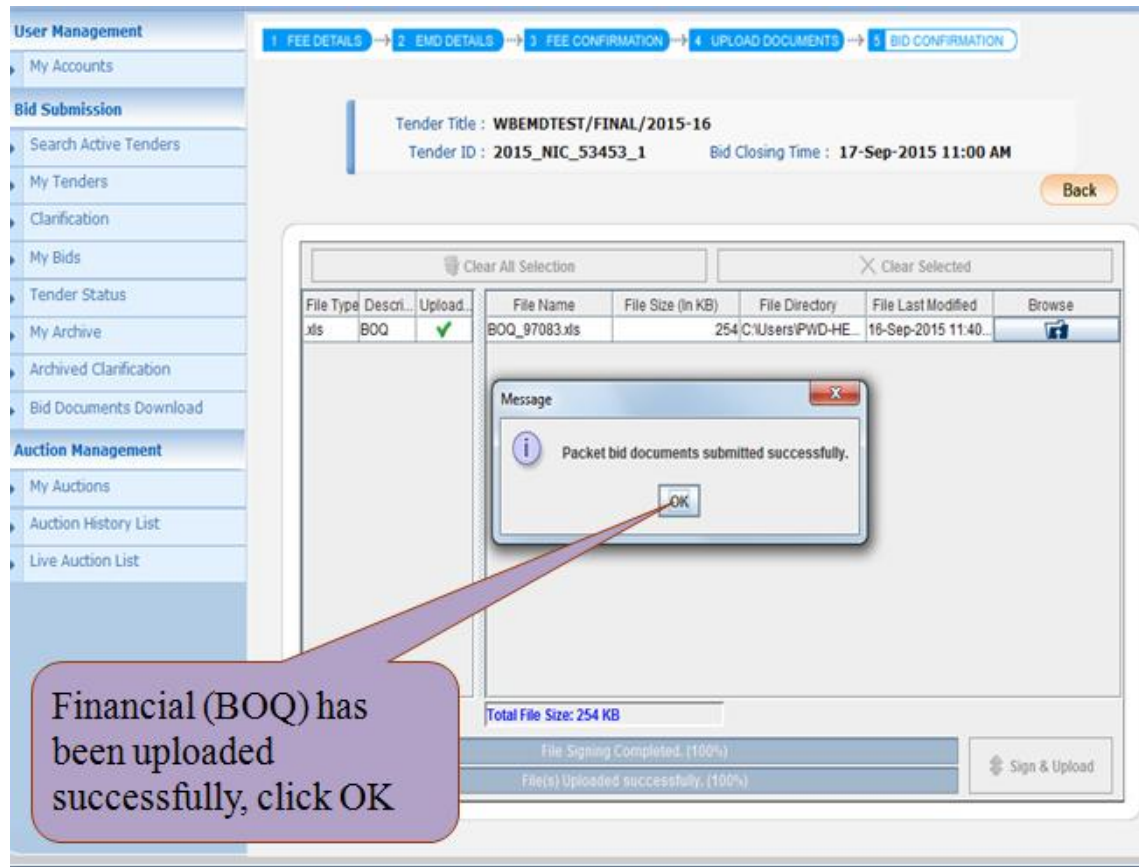 User Management
My Accounts
Bid Submission
Search Active Tenders
My Tenders
Clarification
My Bids
Tender Status
My Archive
Archived Clarification
Bid Documents Download
Auction Management
My Auctions
Auction History List
Live Auction List
1 FEE DETAILS 2 EMD DETAILS 3 FEE CONFIRMATION 4 UPLOAD DOCUMENTS 5 BID CONFIRMATION
Tender Title : WBEMDTEST/FINAL/2015-16
Tender ID : 2015_NIC_53453_1 Bid Closing Time : 17-Sep-2015 11:00 AM
Back
Clear All Selection Clear Selected
File Type Descri... Upload.. File Name File Size (In KB) File Directory File Last Modified Browse
.xls BOQ BOQ_97083.xls 254 C:\Users\PWD-HE... 16-Sep-2015 11:40...
Message
Packet bid documents submitted successfully.
OK
Financial (BOQ) has
been uploaded
successfully, click OK
Total File Size: 254 KB
File Signing Completed. (100%)
File(s) Uploaded successfully. (100%)
Sign & Upload